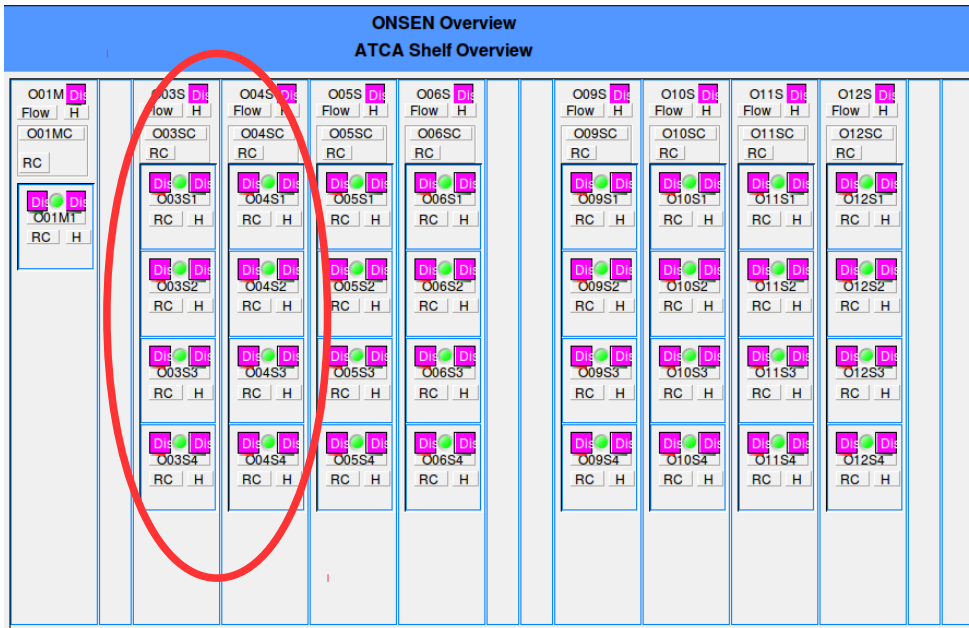 ONSEN Overview
ATCA Shelf Overview
O01M Dis O03S Dis O04S Dis O05S Dis O06S Dis O09S Dis O10S Dis O11S Dis O12S Dis
Flow H Flow H Flow H Flow H Flow H Flow H Flow H Flow H Flow H
O01MC O03SC O04SC O05SC O06SC O09SC O10SC O11SC O12SC
RC RC RC RC RC RC RC RC RC
Dis Dis Dis Dis Dis Dis Dis Dis Dis Dis Dis Dis Dis Dis Dis Dis Dis Dis
O01M1 O03S1 O04S1 O05S1 O06S1 O09S1 O10S1 O11S1 O12S1
RC H RC H RC H RC H RC H RC H RC H RC H RC H
Dis Dis Dis Dis Dis Dis Dis Dis Dis Dis Dis Dis Dis Dis Dis Dis
O03S2 O04S2 O05S2 O06S2 O09S2 O10S2 O11S2 O12S2
RC H RC H RC H RC H RC H RC H RC H RC H
Dis Dis Dis Dis Dis Dis Dis Dis Dis Dis Dis Dis Dis Dis Dis Dis
O03S3 O04S3 O05S3 O06S3 O09S3 O10S3 O11S3 O12S3
RC H RC H RC H RC H RC H RC H RC H RC H
Dis Dis Dis Dis Dis Dis Dis Dis Dis Dis Dis Dis Dis Dis Dis Dis
O03S4 O04S4 O05S4 O06S4 O09S4 O10S4 O11S4 O12S4
RC H RC H RC H RC H RC H RC H RC H RC H